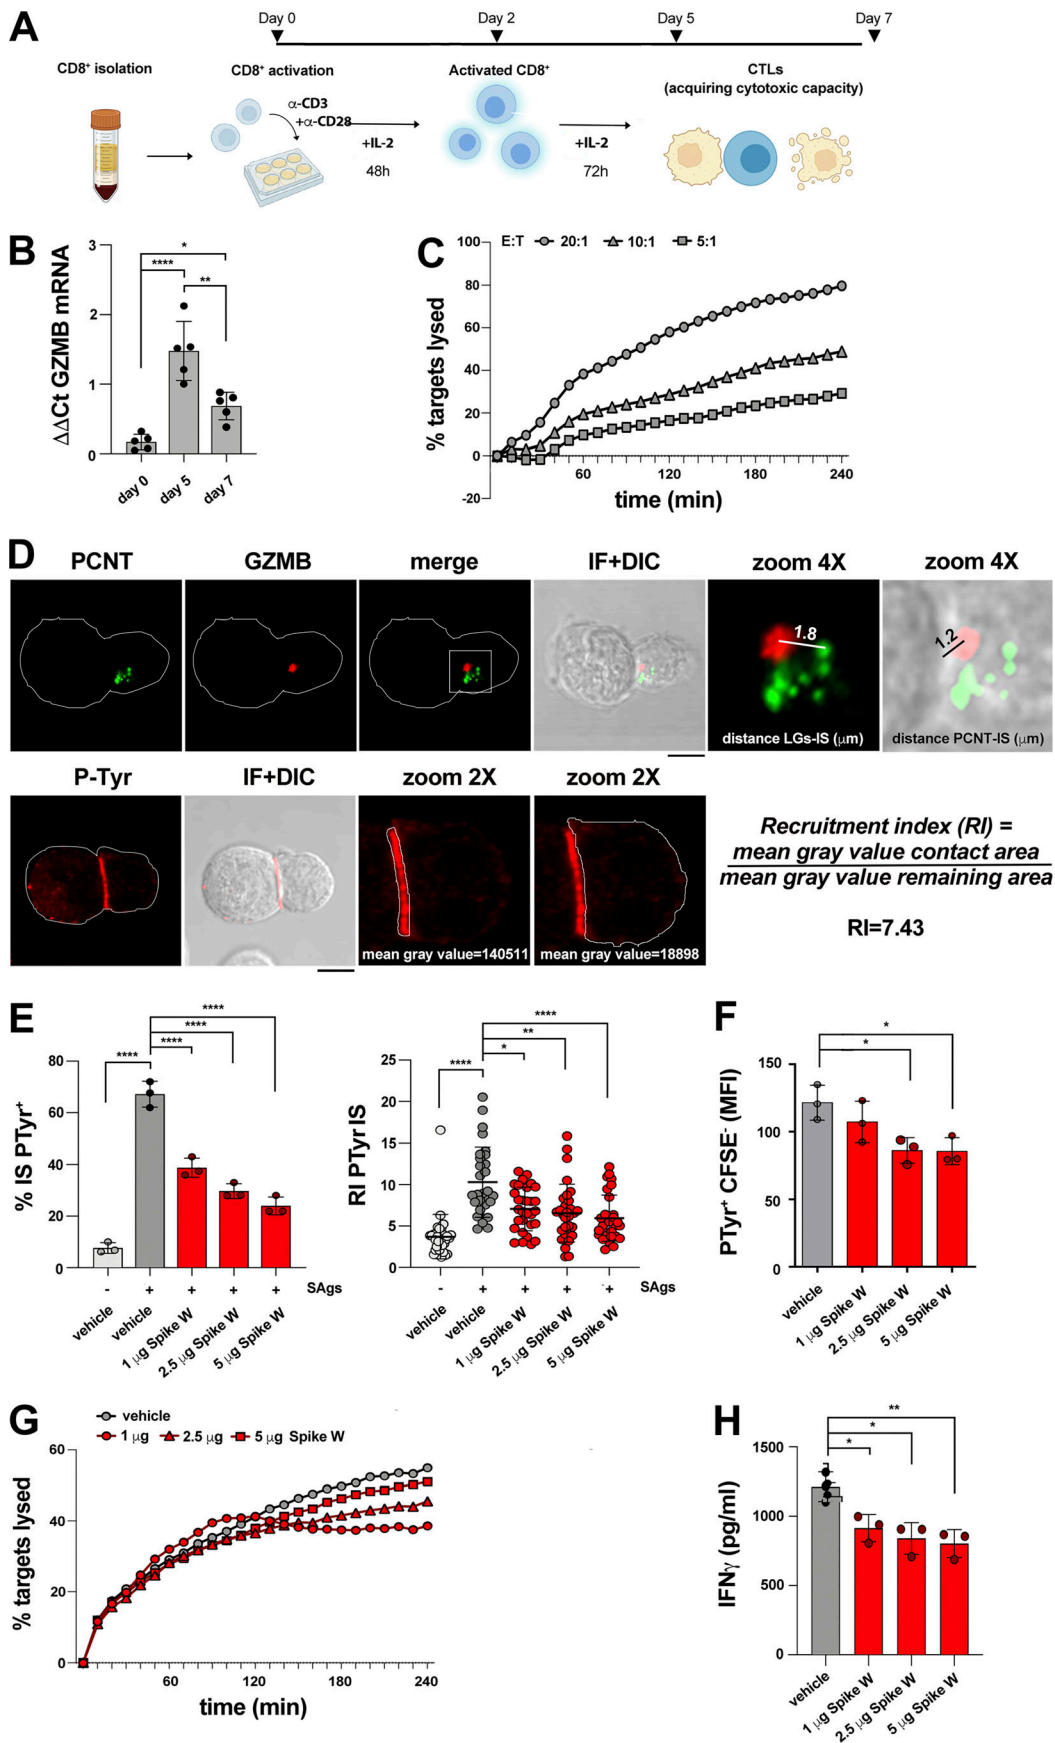 A
Day 0
Day 2
Day 5
Day 7
CD8⁺ isolation
CD8⁺ activation
Activated CD8⁺
CTLs
(acquiring cytotoxic capacity)
α-CD3
+α-CD28
+IL-2
48h
+IL-2
72h
B
ΔΔCt GZMB mRNA
3
2
1
0
*
****
**
day 0
day 5
day 7
C
E:T 20:1 10:1 5:1
% targets lysed
100
80
60
40
20
0
-20
60
120
180
240
time (min)
D
PCNT
GZMB
merge
IF+DIC
zoom 4X
zoom 4X
1.8
1.2
distance LGs-IS (μm)
distance PCNT-IS (μm)
P-Tyr
IF+DIC
zoom 2X
zoom 2X
mean gray value=140511
mean gray value=18898
Recruitment index (RI) =
mean gray value contact area
mean gray value remaining area
RI=7.43
E
% IS PTyr⁺
80
60
40
20
0
****
****
****
****
- + + + + SAgs
vehicle
vehicle
1 μg Spike W
2.5 μg Spike W
5 μg Spike W
RI PTyr IS
25
20
15
10
5
0
****
**
*
****
- + + + + SAgs
vehicle
vehicle
1 μg Spike W
2.5 μg Spike W
5 μg Spike W
F
PTyr⁺ CFSE⁻ (MFI)
150
100
50
0
*
*
vehicle
1 μg Spike W
2.5 μg Spike W
5 μg Spike W
G
vehicle
1 μg 2.5 μg 5 μg Spike W
% targets lysed
60
40
20
0
60
120
180
240
time (min)
H
IFNγ (pg/ml)
1500
1000
500
0
**
*
*
vehicle
1 μg Spike W
2.5 μg Spike W
5 μg Spike W